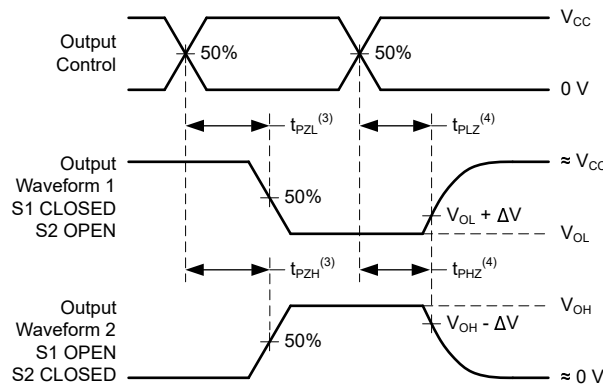 V_CC
Output
Control
50%
50%
0 V
t_PZL^(3)
t_PLZ^(4)
Output
Waveform 1
S1 CLOSED
S2 OPEN
≈ V_CC
50%
V_OL + ΔV
V_OL
t_PZH^(3)
t_PHZ^(4)
Output
Waveform 2
S1 OPEN
S2 CLOSED
V_OH
V_OH - ΔV
50%
≈ 0 V